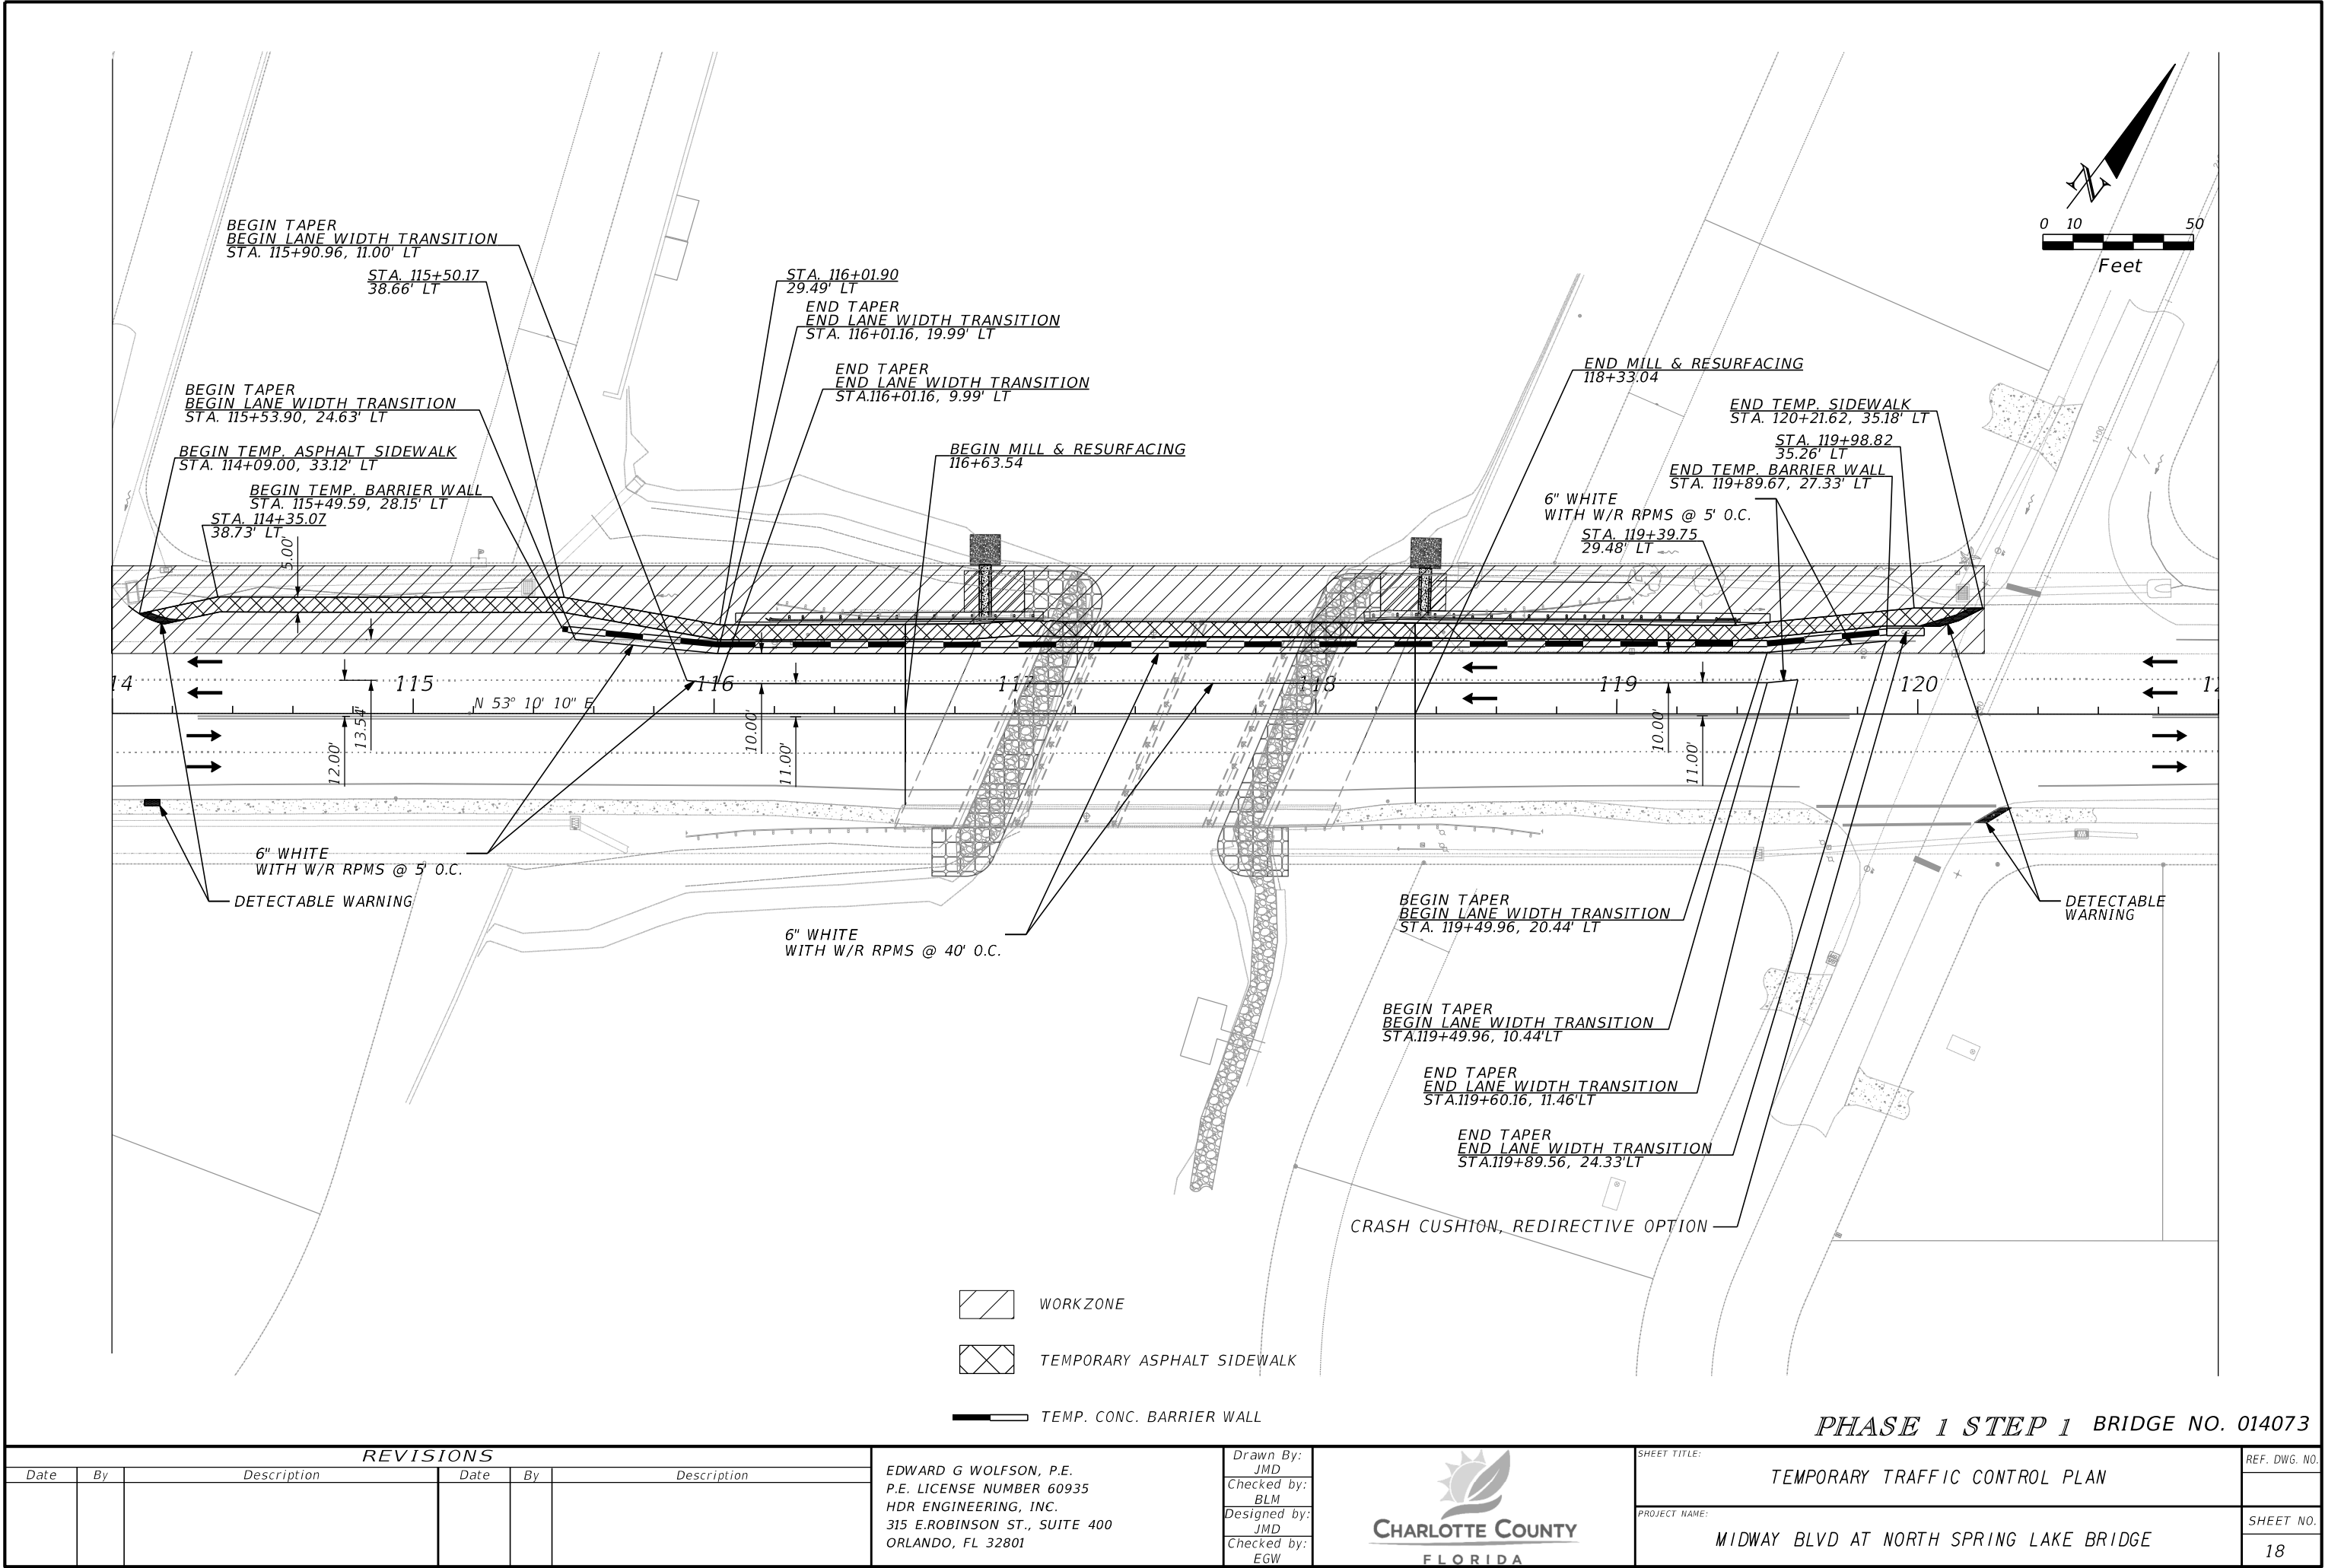 0 10 50
Feet
N
BEGIN TAPER
BEGIN LANE WIDTH TRANSITION
STA. 115+90.96, 11.00' LT
STA. 115+50.17
38.66' LT
STA. 116+01.90
29.49' LT
END TAPER
END LANE WIDTH TRANSITION
STA. 116+01.16, 19.99' LT
END TAPER
END LANE WIDTH TRANSITION
STA.116+01.16, 9.99' LT
BEGIN TAPER
BEGIN LANE WIDTH TRANSITION
STA. 115+53.90, 24.63' LT
BEGIN TEMP. ASPHALT SIDEWALK
STA. 114+09.00, 33.12' LT
BEGIN TEMP. BARRIER WALL
STA. 115+49.59, 28.15' LT
STA. 114+35.07
38.73' LT
5.00'
BEGIN MILL & RESURFACING
116+63.54
END MILL & RESURFACING
118+33.04
END TEMP. SIDEWALK
STA. 120+21.62, 35.18' LT
STA. 119+98.82
35.26' LT
END TEMP. BARRIER WALL
STA. 119+89.67, 27.33' LT
6" WHITE
WITH W/R RPMS @ 5' O.C.
STA. 119+39.75
29.48' LT
1+00
14 115 116 117 118 119 120 12
N 53° 10' 10" E
12.00'
13.54'
10.00'
11.00'
10.00'
11.00'
6" WHITE
WITH W/R RPMS @ 5' O.C.
DETECTABLE WARNING
6" WHITE
WITH W/R RPMS @ 40' O.C.
BEGIN TAPER
BEGIN LANE WIDTH TRANSITION
STA. 119+49.96, 20.44' LT
DETECTABLE
WARNING
BEGIN TAPER
BEGIN LANE WIDTH TRANSITION
STA.119+49.96, 10.44'LT
END TAPER
END LANE WIDTH TRANSITION
STA.119+60.16, 11.46'LT
END TAPER
END LANE WIDTH TRANSITION
STA.119+89.56, 24.33'LT
CRASH CUSHION, REDIRECTIVE OPTION
WORKZONE
TEMPORARY ASPHALT SIDEWALK
TEMP. CONC. BARRIER WALL
PHASE 1 STEP 1 BRIDGE NO. 014073
REVISIONS
Date By Description Date By Description
EDWARD G WOLFSON, P.E.
P.E. LICENSE NUMBER 60935
HDR ENGINEERING, INC.
315 E.ROBINSON ST., SUITE 400
ORLANDO, FL 32801
Drawn By:
JMD
Checked by:
BLM
Designed by:
JMD
Checked by:
EGW
CHARLOTTE COUNTY
FLORIDA
SHEET TITLE:
TEMPORARY TRAFFIC CONTROL PLAN
PROJECT NAME:
MIDWAY BLVD AT NORTH SPRING LAKE BRIDGE
REF. DWG. NO.
SHEET NO.
18